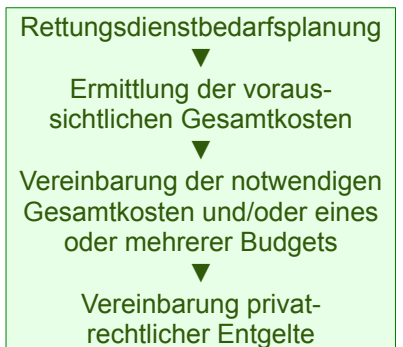 Rettungsdienstbedarfsplanung
▼
Ermittlung der voraus-
sichtlichen Gesamtkosten
▼
Vereinbarung der notwendigen
Gesamtkosten und/oder eines
oder mehrerer Budgets
▼
Vereinbarung privat-
rechtlicher Entgelte